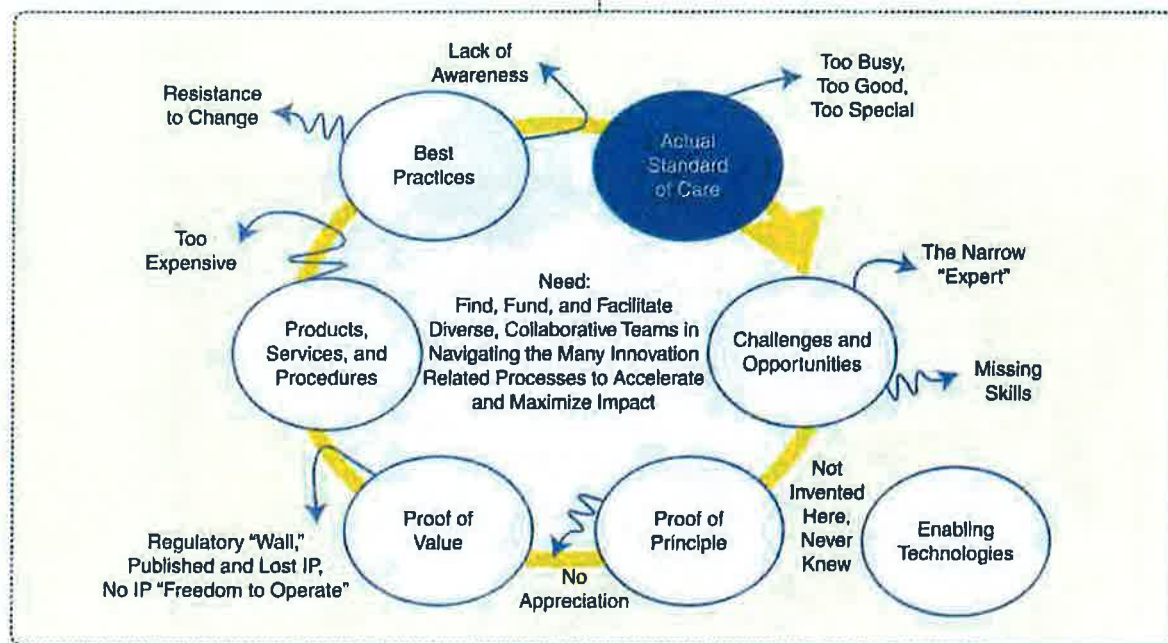 Lack of
Awareness
Too Busy,
Too Good,
Too Special
Resistance
to Change
Best
Practices
Actual
Standard
of Care
Too
Expensive
The Narrow
"Expert"
Need:
Find, Fund, and Facilitate
Diverse, Collaborative Teams in
Navigating the Many Innovation
Related Processes to Accelerate
and Maximize Impact
Products,
Services, and
Procedures
Challenges and
Opportunities
Missing
Skills
Not
Invented
Here,
Never
Knew
Proof of
Value
Proof of
Principle
Enabling
Technologies
Regulatory "Wall,"
Published and Lost IP,
No IP "Freedom to Operate"
No
Appreciation